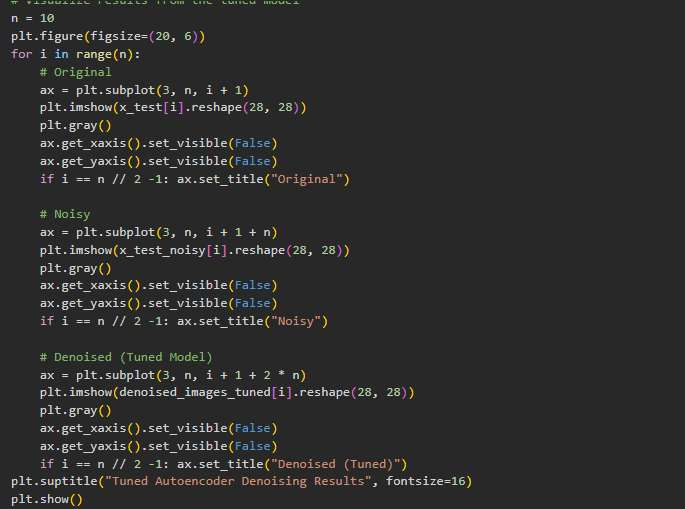 # Visualize results from the tuned model
n = 10
plt.figure(figsize=(20, 6))
for i in range(n):
    # Original
    ax = plt.subplot(3, n, i + 1)
    plt.imshow(x_test[i].reshape(28, 28))
    plt.gray()
    ax.get_xaxis().set_visible(False)
    ax.get_yaxis().set_visible(False)
    if i == n // 2 -1: ax.set_title("Original")

    # Noisy
    ax = plt.subplot(3, n, i + 1 + n)
    plt.imshow(x_test_noisy[i].reshape(28, 28))
    plt.gray()
    ax.get_xaxis().set_visible(False)
    ax.get_yaxis().set_visible(False)
    if i == n // 2 -1: ax.set_title("Noisy")

    # Denoised (Tuned Model)
    ax = plt.subplot(3, n, i + 1 + 2 * n)
    plt.imshow(denoised_images_tuned[i].reshape(28, 28))
    plt.gray()
    ax.get_xaxis().set_visible(False)
    ax.get_yaxis().set_visible(False)
    if i == n // 2 -1: ax.set_title("Denoised (Tuned)")
plt.suptitle("Tuned Autoencoder Denoising Results", fontsize=16)
plt.show()